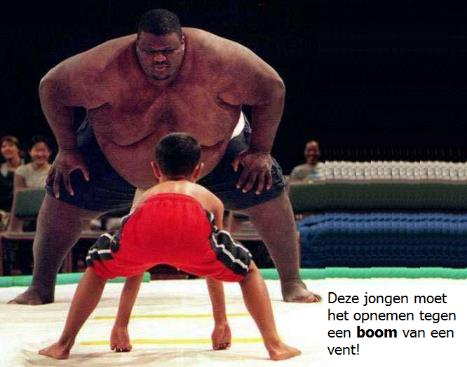 Deze jongen moet
het opnemen tegen
een boom van een
vent!